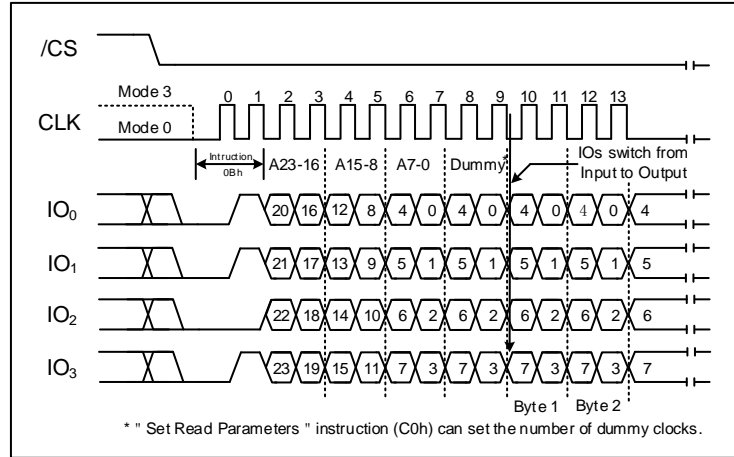 /CS
Mode 3
0 1 2 3 4 5 6 7 8 9 10 11 12 13
CLK
Mode 0
Intruction
0Bh
A23-16 A15-8 A7-0 Dummy*
IOs switch from
Input to Output
IO0 20 16 12 8 4 0 4 0 4 0 4 0 4
IO1 21 17 13 9 5 1 5 1 5 1 5 1 5
IO2 22 18 14 10 6 2 6 2 6 2 6 2 6
IO3 23 19 15 11 7 3 7 3 7 3 7 3 7
Byte 1 Byte 2
* " Set Read Parameters " instruction (C0h) can set the number of dummy clocks.